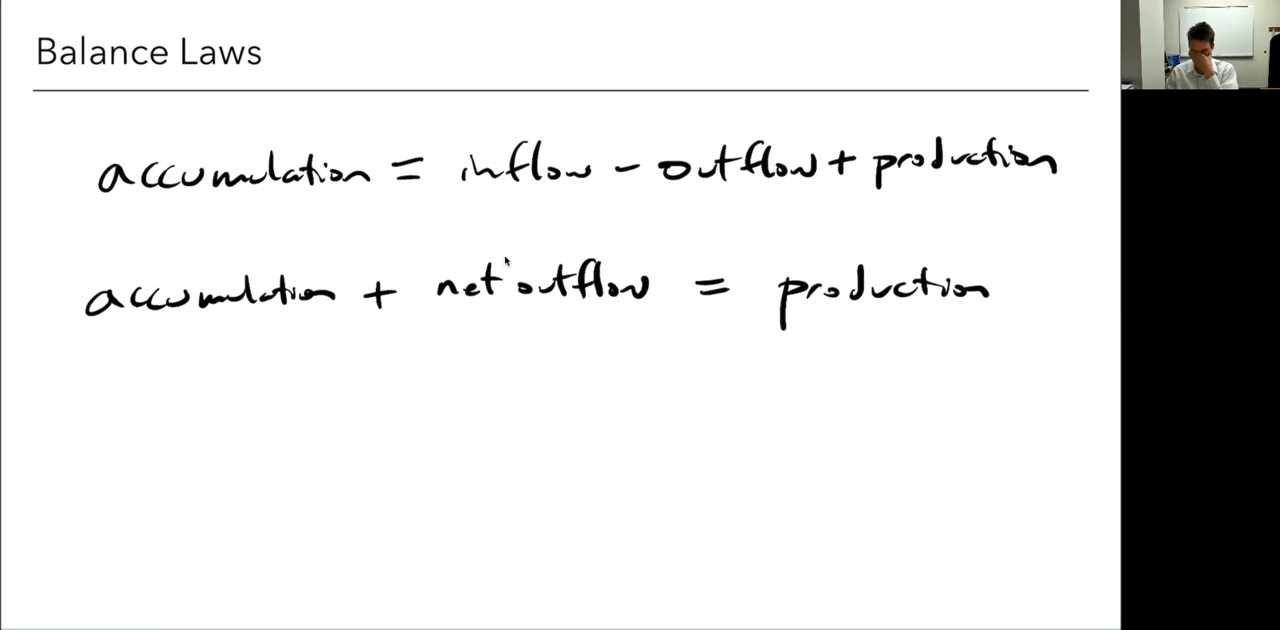 Balance Laws
accumulation = inflow - outflow + production
accumulation + net outflow = production